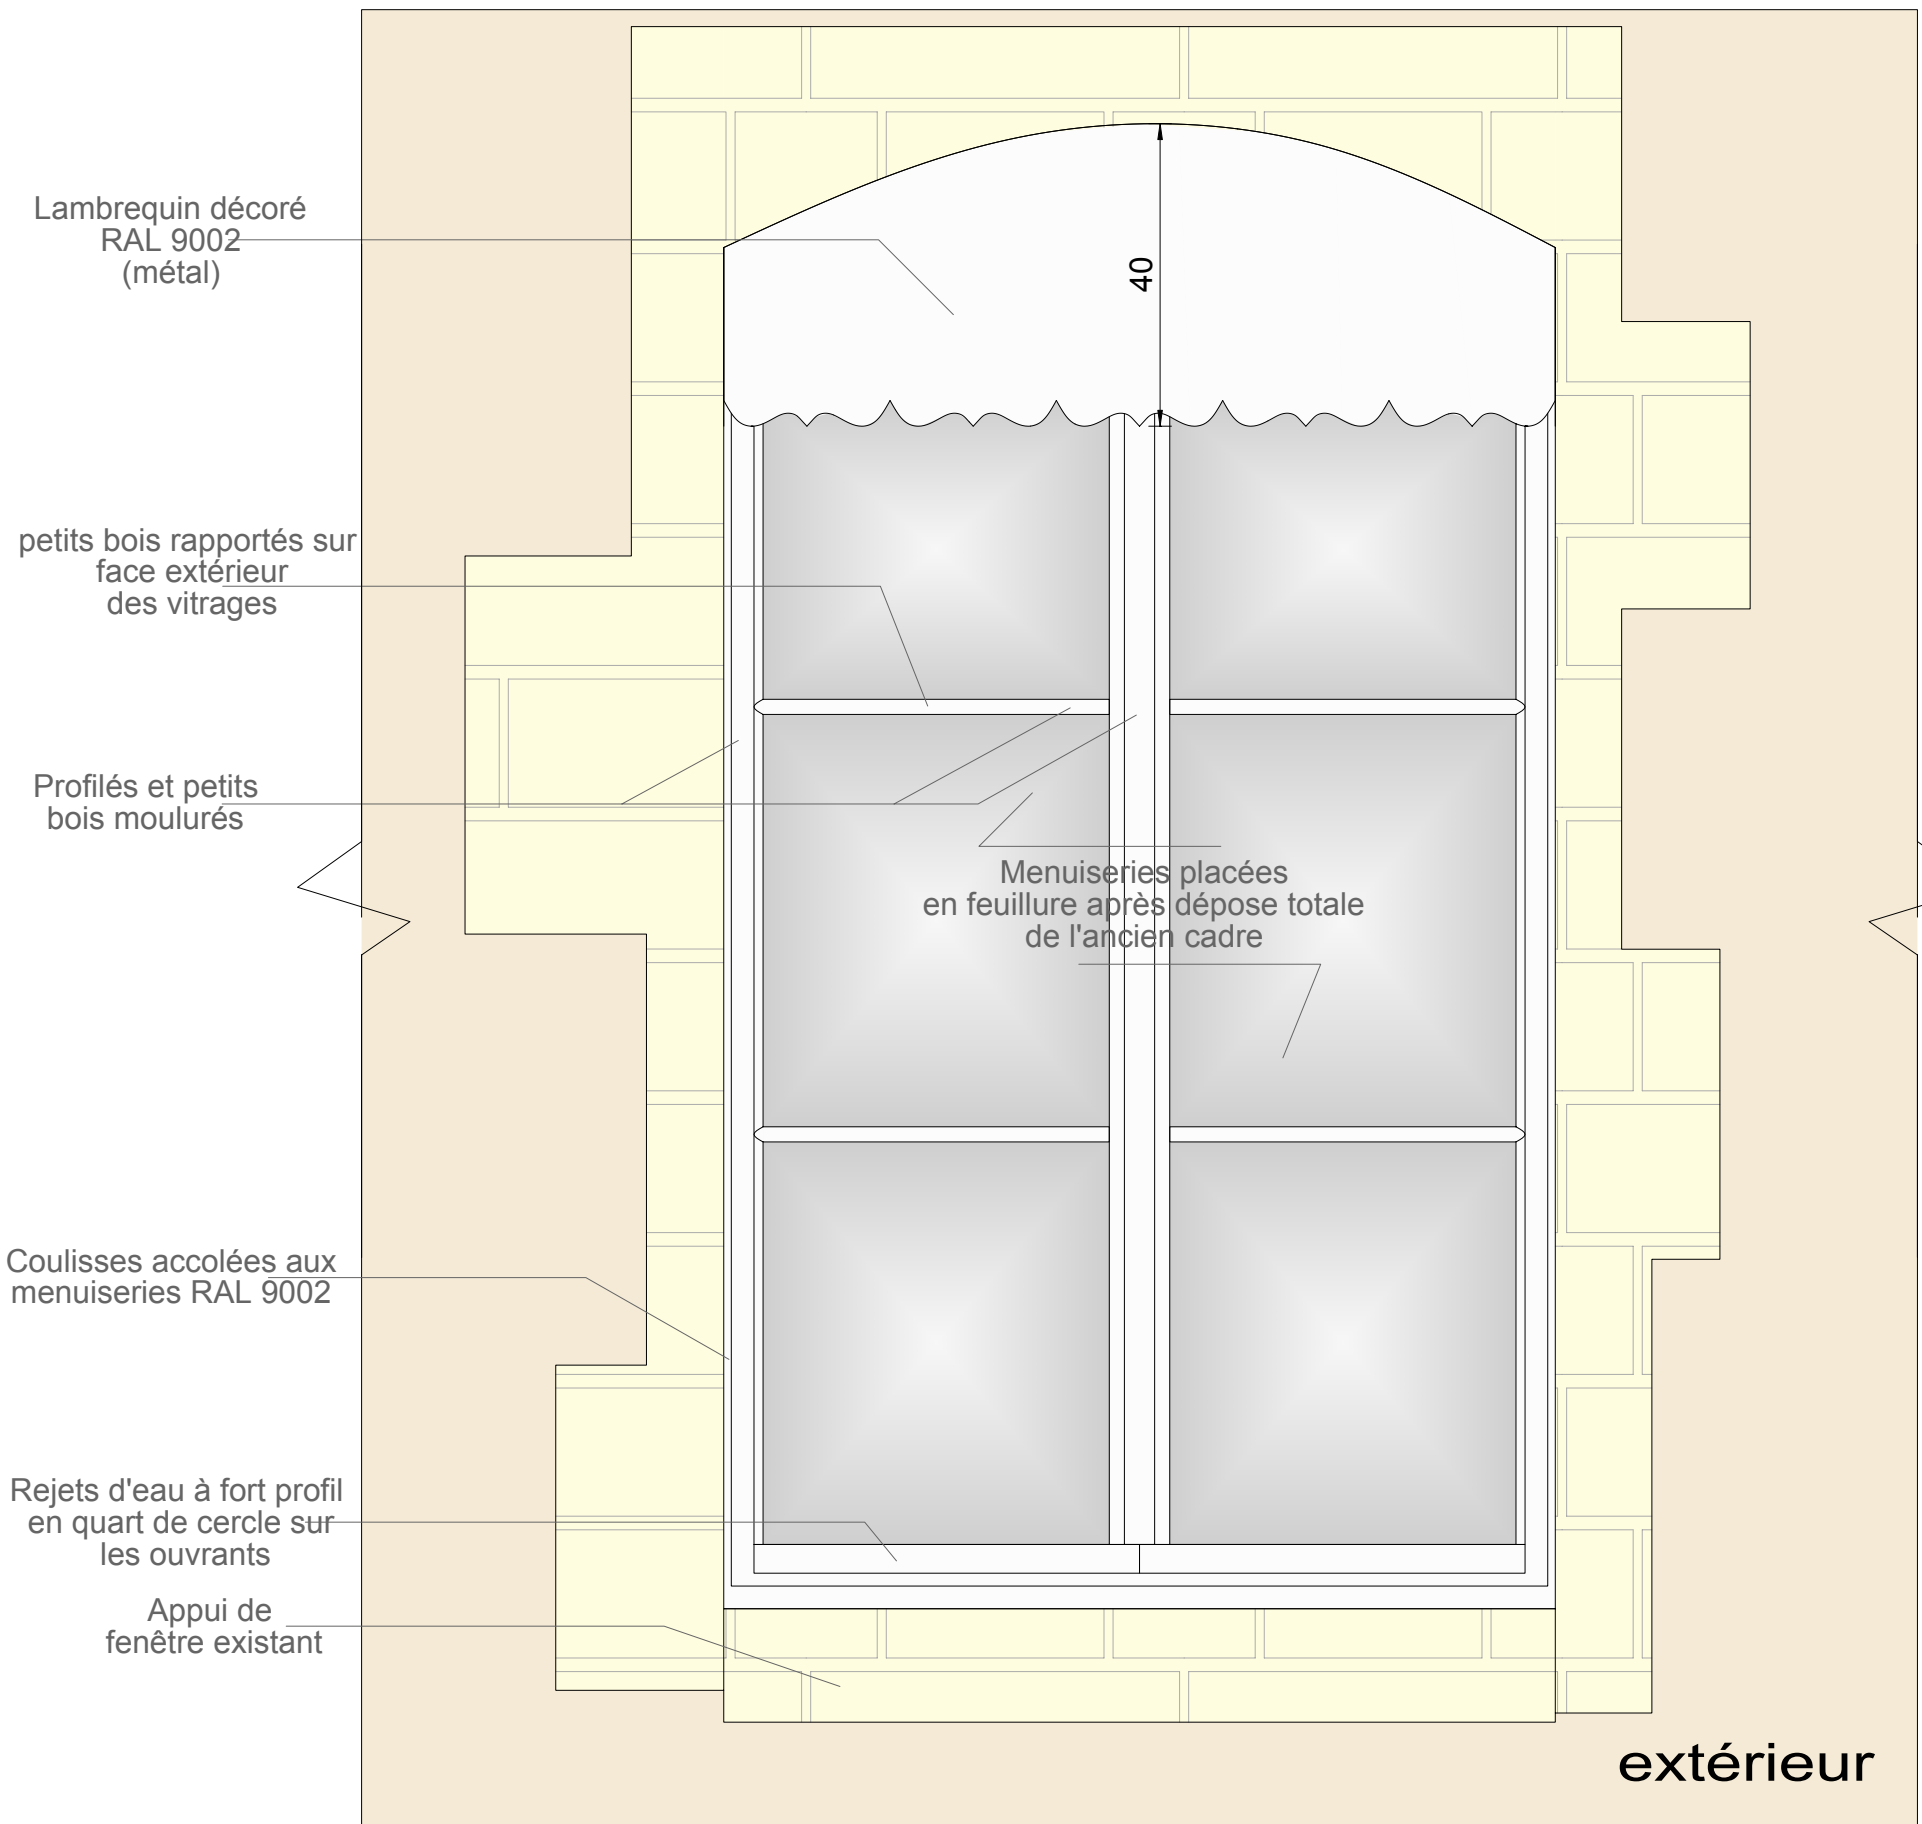 Lambrequin décoré
RAL 9002
(métal)
40
petits bois rapportés sur
face extérieur
des vitrages
Profilés et petits
bois moulurés
Menuiseries placées
en feuillure après dépose totale
de l'ancien cadre
Coulisses accolées aux
menuiseries RAL 9002
Rejets d'eau à fort profil
en quart de cercle sur
les ouvrants
Appui de
fenêtre existant
extérieur